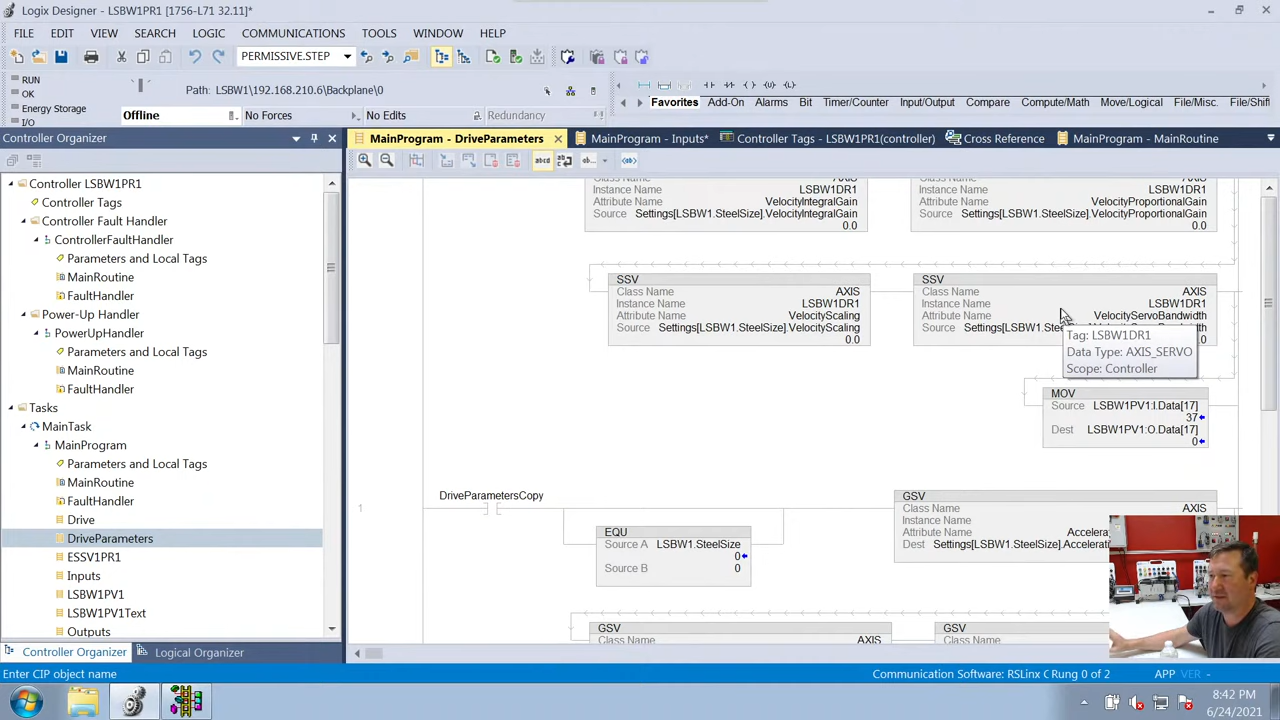 Logix Designer - LSBW1PR1 [1756-L71 32.11]*
FILE EDIT VIEW SEARCH LOGIC COMMUNICATIONS TOOLS WINDOW HELP
PERMISSIVE.STEP
RUN
OK
Energy Storage
I/O
Path: LSBW1\192.168.210.6\Backplane\0
Offline No Forces No Edits Redundancy
Favorites Add-On Alarms Bit Timer/Counter Input/Output Compare Compute/Math Move/Logical File/Misc. File/Shift
Controller Organizer
MainProgram - DriveParameters MainProgram - Inputs* Controller Tags - LSBW1PR1(controller) Cross Reference MainProgram - MainRoutine
Controller LSBW1PR1
Controller Tags
Controller Fault Handler
ControllerFaultHandler
Parameters and Local Tags
MainRoutine
FaultHandler
Power-Up Handler
PowerUpHandler
Parameters and Local Tags
MainRoutine
FaultHandler
Tasks
MainTask
MainProgram
Parameters and Local Tags
MainRoutine
FaultHandler
Drive
DriveParameters
ESSV1PR1
Inputs
LSBW1PV1
LSBW1PV1Text
Outputs
Controller Organizer Logical Organizer
Class Name AXIS
Instance Name LSBW1DR1
Attribute Name VelocityIntegralGain
Source Settings[LSBW1.SteelSize].VelocityIntegralGain
0.0
Class Name AXIS
Instance Name LSBW1DR1
Attribute Name VelocityProportionalGain
Source Settings[LSBW1.SteelSize].VelocityProportionalGain
0.0
SSV
Class Name AXIS
Instance Name LSBW1DR1
Attribute Name VelocityScaling
Source Settings[LSBW1.SteelSize].VelocityScaling
0.0
SSV
Class Name AXIS
Instance Name LSBW1DR1
Attribute Name VelocityServoBandwidth
Tag: LSBW1DR1
Data Type: AXIS_SERVO
Scope: Controller
MOV
Source LSBW1PV1:I.Data[17]
37
Dest LSBW1PV1:O.Data[17]
0
1
DriveParametersCopy
EQU
Source A LSBW1.SteelSize
0
Source B 0
GSV
Class Name AXIS
Instance Name
Attribute Name
Dest
GSV
Class Name AXIS
GSV
Class Name
Enter CIP object name
Communication Software: RSLinx C Rung 0 of 2 APP VER -
8:42 PM
6/24/2021